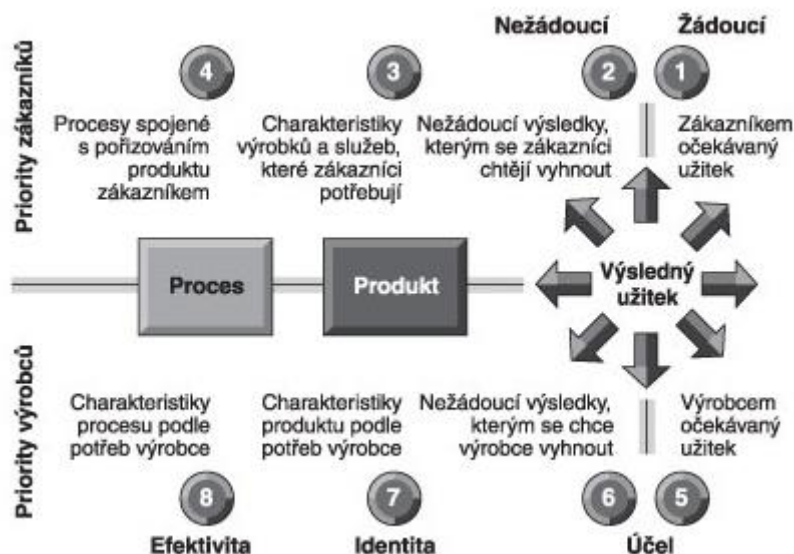 Nežádoucí
Žádoucí
4
3
2
1
Priority zákazníků
Procesy spojené
s pořizováním
produktu
zákazníkem
Charakteristiky
výrobků a služeb,
které zákazníci
potřebují
Nežádoucí výsledky,
kterým se zákazníci
chtějí vyhnout
Zákazníkem
očekávaný
užitek
Proces
Produkt
Výsledný
užitek
Priority výrobců
Charakteristiky
procesu podle
potřeb výrobce
Charakteristiky
produktu podle
potřeb výrobce
Nežádoucí výsledky,
kterým se chce
výrobce vyhnout
Výrobcem
očekávaný
užitek
8
7
6
5
Efektivita
Identita
Účel